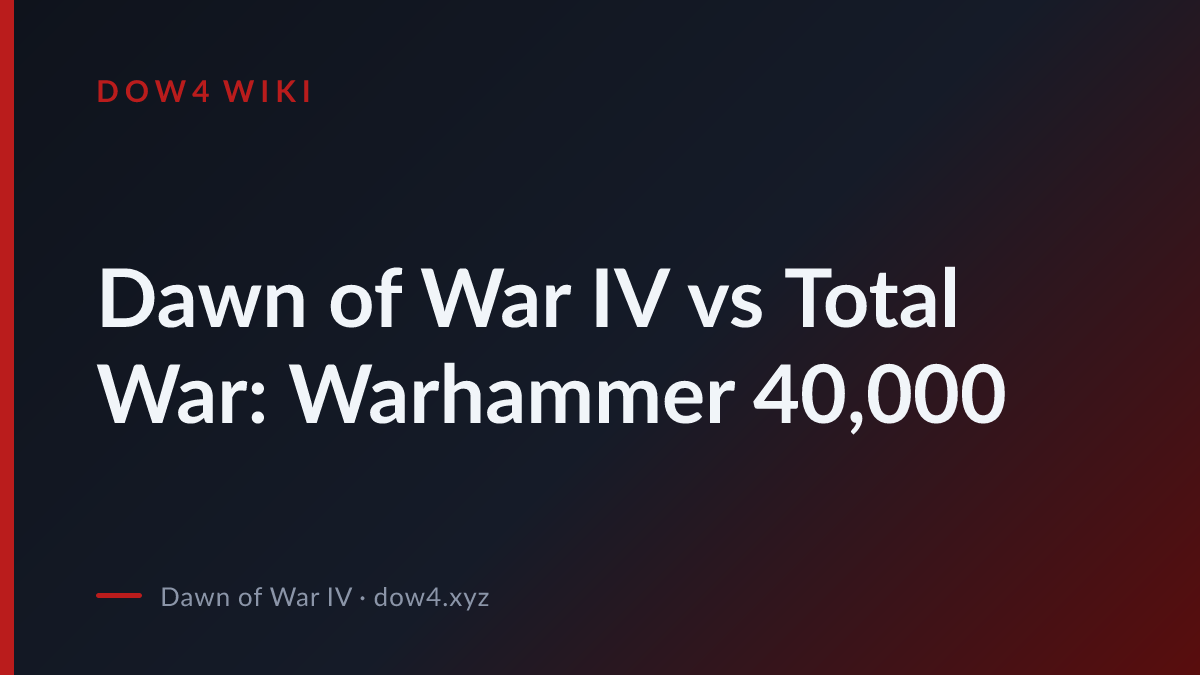 DOW4 WIKI
Dawn of War IV vs Total
War: Warhammer 40,000
Dawn of War IV · dow4.xyz